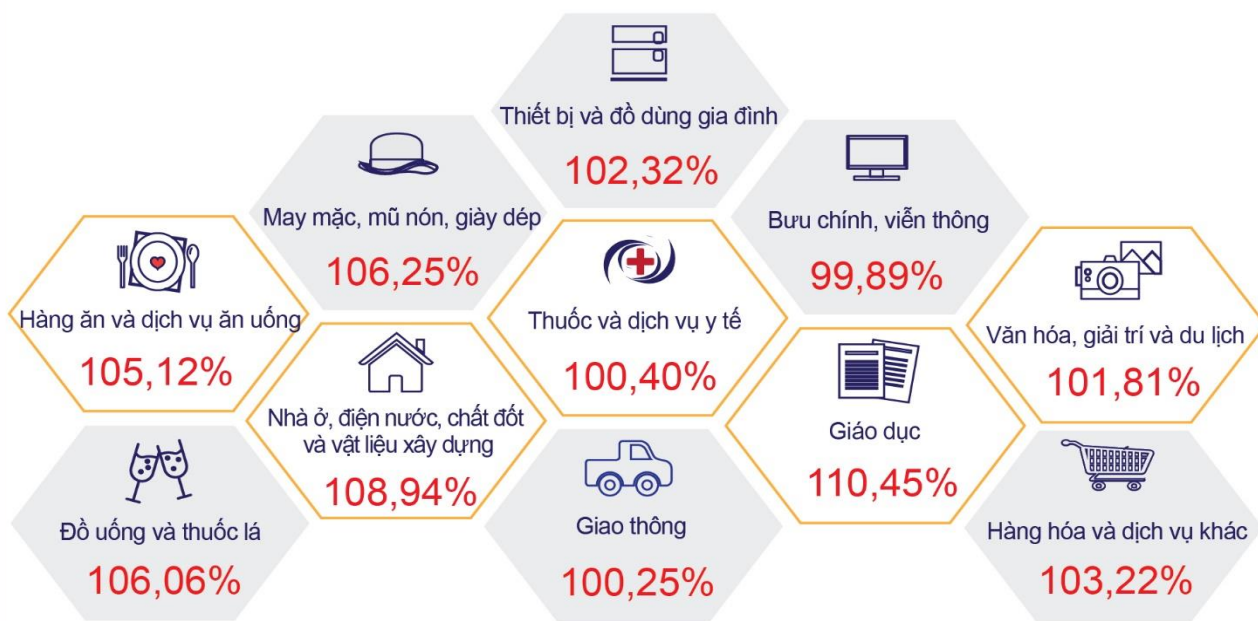 Thiết bị và đồ dùng gia đình
102,32%
May mặc, mũ nón, giày dép
106,25%
Bưu chính, viễn thông
99,89%
Hàng ăn và dịch vụ ăn uống
105,12%
Thuốc và dịch vụ y tế
100,40%
Văn hóa, giải trí và du lịch
101,81%
Nhà ở, điện nước, chất đốt
và vật liệu xây dựng
108,94%
Giáo dục
110,45%
Đồ uống và thuốc lá
106,06%
Giao thông
100,25%
Hàng hóa và dịch vụ khác
103,22%